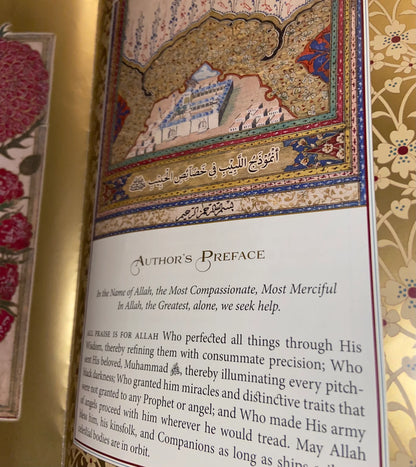 أنموذج اللبيب في خصائص الحبيب ﷺ
بسم الله الرحمن الرحيم
Author's Preface
In the Name of Allah, the Most Compassionate, Most Merciful
In Allah, the Greatest, alone, we seek help.
ALL PRAISE IS FOR ALLAH Who perfected all things through His
Wisdom, thereby refining them with consummate precision; Who
sent His beloved, Muhammad ﷺ, thereby illuminating every pitch-
black darkness; Who granted him miracles and distinctive traits that
were not granted to any Prophet or angel; and Who made His army
of angels proceed with him wherever he would tread. May Allah
bless him, his kinsfolk, and Companions as long as ships
celestial bodies are in orbit.